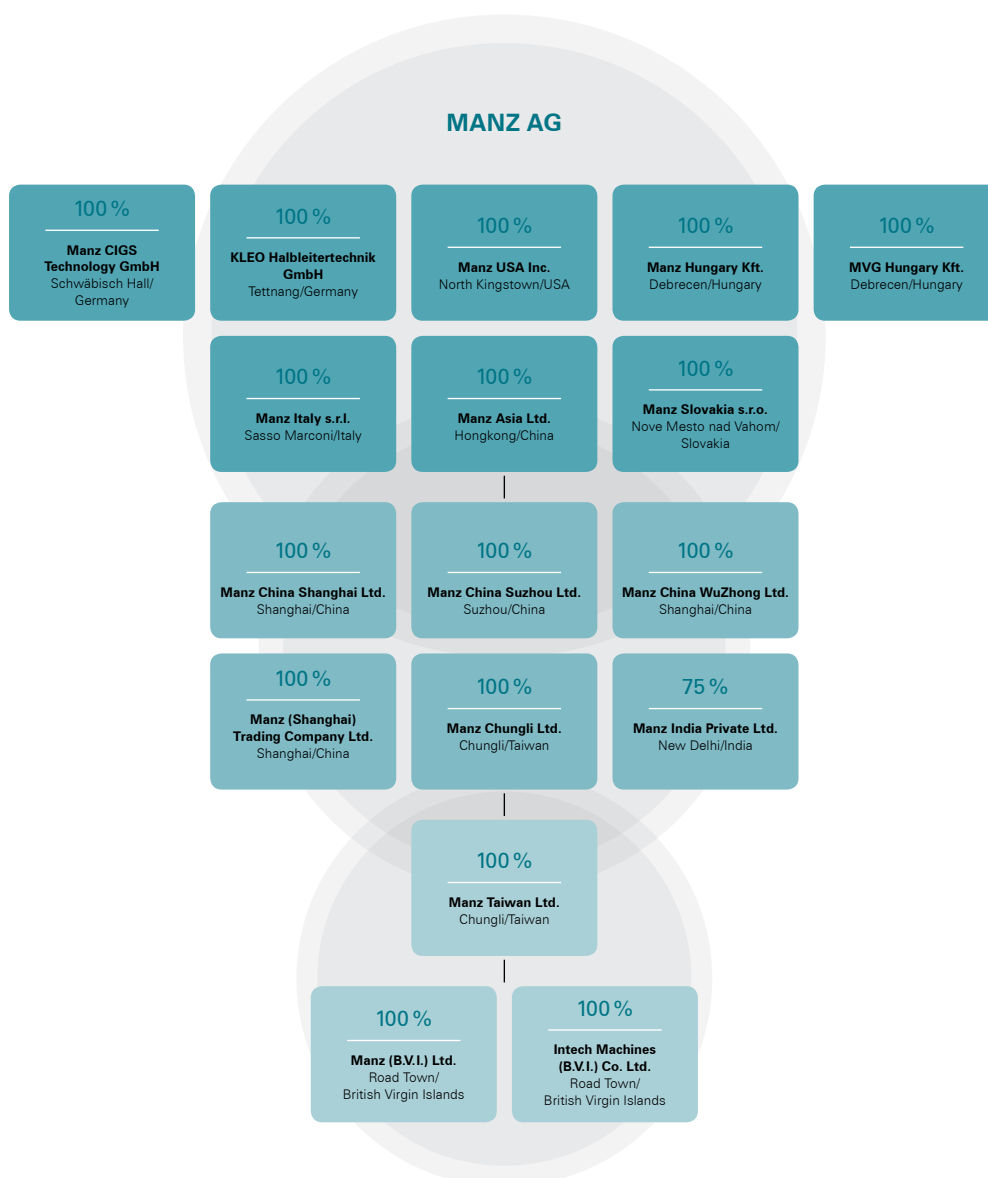 MANZ AG
100 %
Manz CIGS
Technology GmbH
Schwäbisch Hall/
Germany
100 %
KLEO Halbleitertechnik
GmbH
Tettnang/Germany
100 %
Manz USA Inc.
North Kingstown/USA
100 %
Manz Hungary Kft.
Debrecen/Hungary
100 %
MVG Hungary Kft.
Debrecen/Hungary
100 %
Manz Italy s.r.l.
Sasso Marconi/Italy
100 %
Manz Asia Ltd.
Hongkong/China
100 %
Manz Slovakia s.r.o.
Nove Mesto nad Vahom/
Slovakia
100 %
Manz China Shanghai Ltd.
Shanghai/China
100 %
Manz China Suzhou Ltd.
Suzhou/China
100 %
Manz China WuZhong Ltd.
Shanghai/China
100 %
Manz (Shanghai)
Trading Company Ltd.
Shanghai/China
100 %
Manz Chungli Ltd.
Chungli/Taiwan
75 %
Manz India Private Ltd.
New Delhi/India
100 %
Manz Taiwan Ltd.
Chungli/Taiwan
100 %
Manz (B.V.I.) Ltd.
Road Town/
British Virgin Islands
100 %
Intech Machines
(B.V.I.) Co. Ltd.
Road Town/
British Virgin Islands